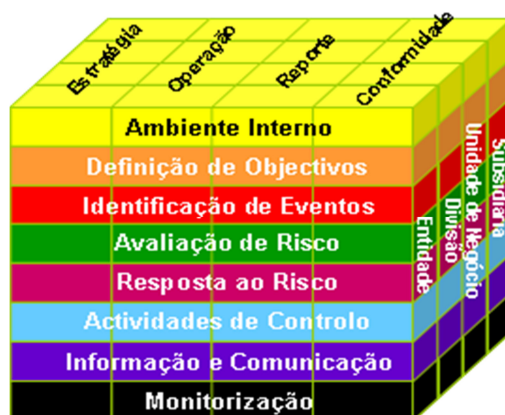 Estratégia
Operação
Reporte
Conformidade
Ambiente Interno
Definição de Objectivos
Identificação de Eventos
Avaliação de Risco
Resposta ao Risco
Actividades de Controlo
Informação e Comunicação
Monitorização
Entidade
Divisão
Unidade de Negócio
Subsidiária